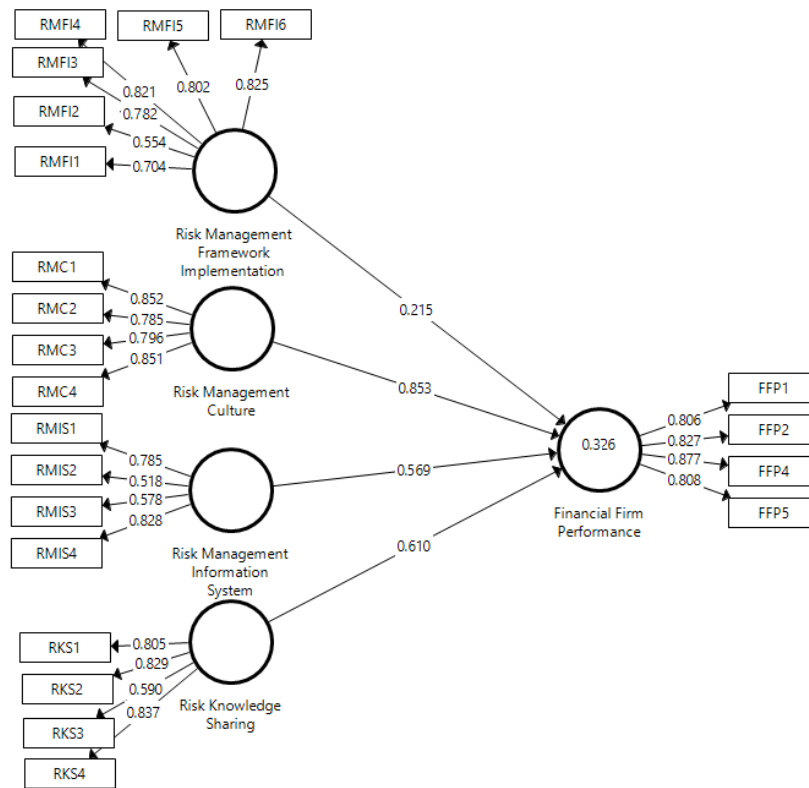 RMFI4
RMFI5
RMFI6
RMFI3
0.821
0.802
0.825
0.782
RMFI2
0.554
RMFI1
0.704
Risk Management
Framework
Implementation
RMC1
0.852
RMC2
0.785
0.215
RMC3
0.796
0.851
RMC4
Risk Management
Culture
0.853
FFP1
RMIS1
0.806
0.785
0.326
0.827
FFP2
RMIS2
0.518
0.569
0.877
FFP4
RMIS3
0.578
0.808
0.828
FFP5
RMIS4
Financial Firm
Performance
Risk Management
Information
System
0.610
RKS1
0.805
0.829
RKS2
0.590
Risk Knowledge
Sharing
0.837
RKS3
RKS4